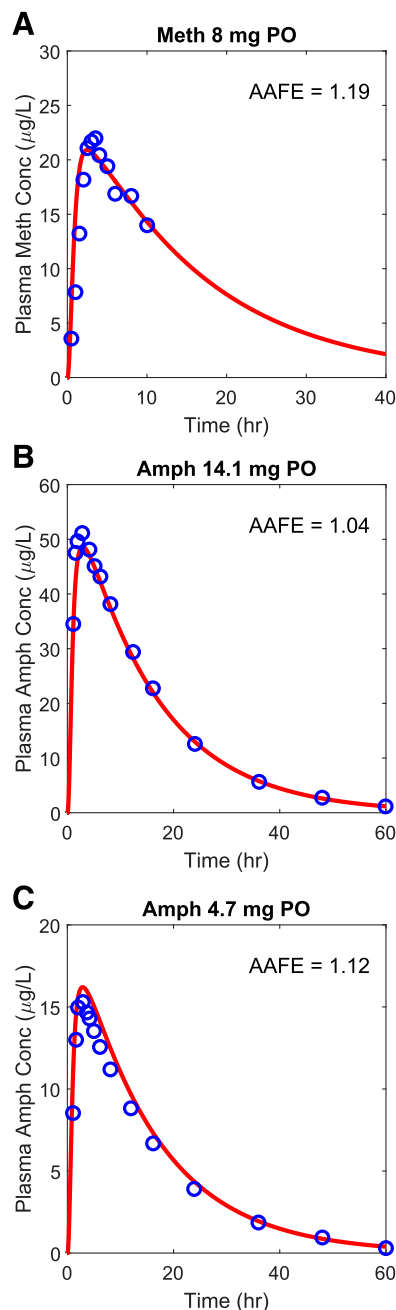 A
Meth 8 mg PO
AAFE = 1.19
Plasma Meth Conc (μg/L)
30
25
20
15
10
5
0
0 10 20 30 40
Time (hr)
B
Amph 14.1 mg PO
AAFE = 1.04
Plasma Amph Conc (μg/L)
60
50
40
30
20
10
0
0 20 40 60
Time (hr)
C
Amph 4.7 mg PO
AAFE = 1.12
Plasma Amph Conc (μg/L)
20
15
10
5
0
0 20 40 60
Time (hr)